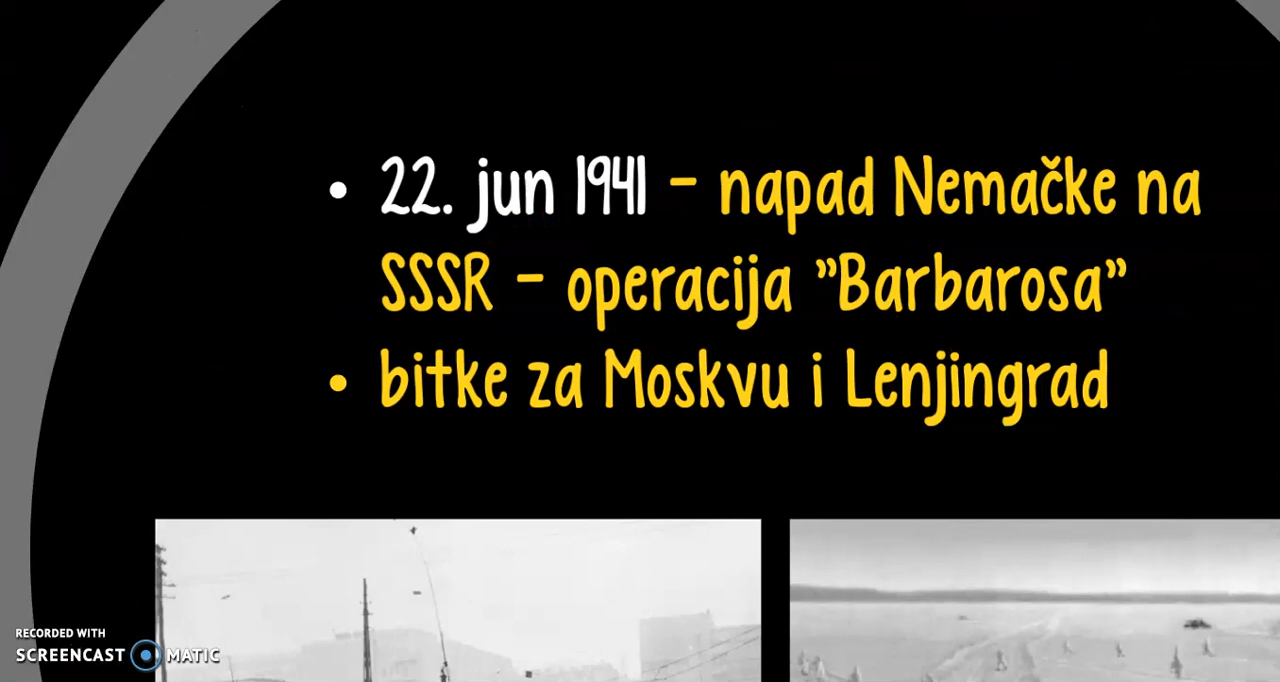 • 22. jun 1941 – napad Nemačke na
SSSR – operacija ”Barbarosa”
• bitke za Moskvu i Lenjingrad
RECORDED WITH
SCREENCAST MATIC